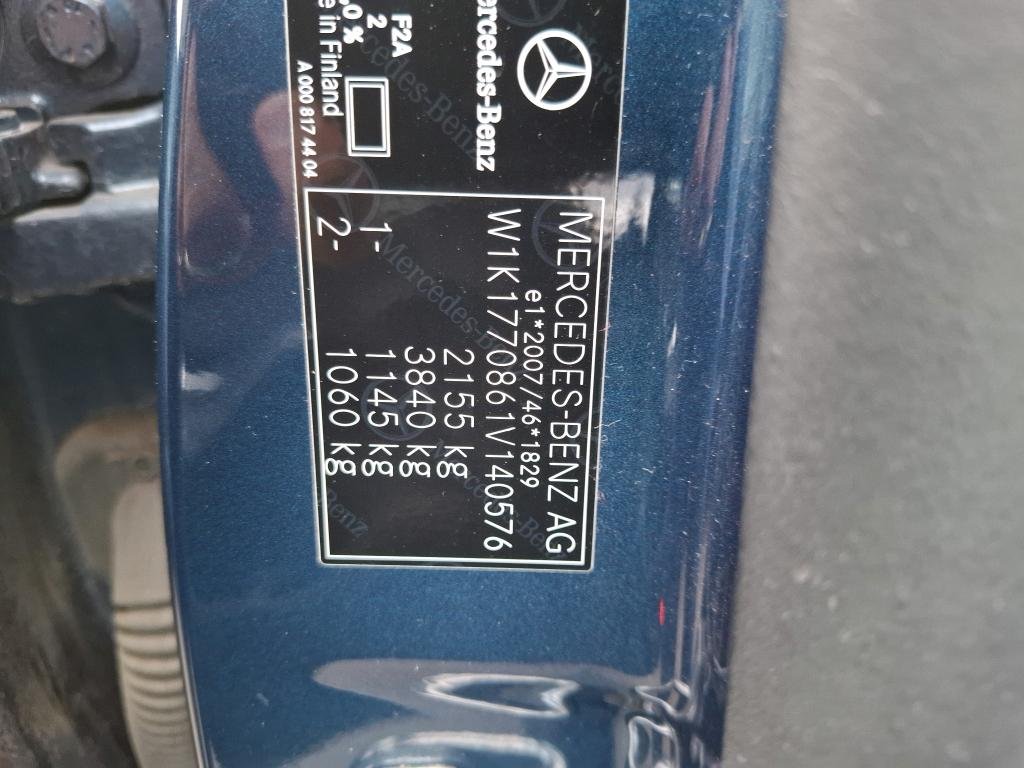 Mercedes-Benz
F2A
2
,0 %
e in Finland
A 000 817 44 04
MERCEDES-BENZ AG
e1*2007/46*1829
W1K1770861V140576
2155 kg
3840 kg
1- 1145 kg
2- 1060 kg